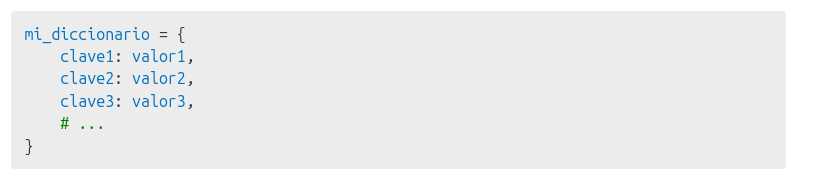 mi_diccionario = {
    clave1: valor1,
    clave2: valor2,
    clave3: valor3,
    # ...
}